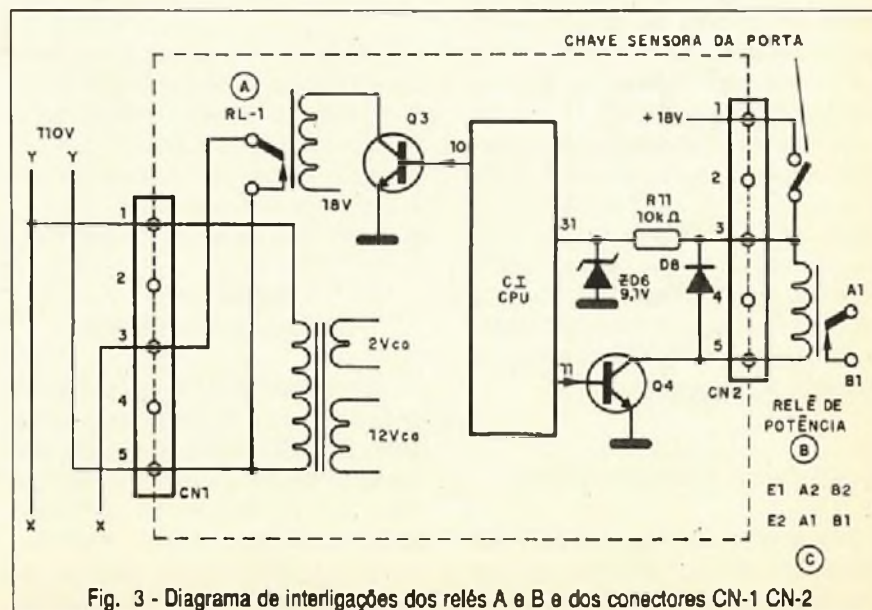 CHAVE SENSORA DA PORTA
A
RL-1
110V
Y Y
Q3
10
+18V
1
2
3
4
5
18V
1
2
3
4
5
R11
10kΩ
31
D8
ZD6
9,1V
CI
CPU
2Vca
12Vca
11
Q4
A1
B1
CN2
RELÊ DE
POTÊNCIA
B
CN1
X X
E1 A2 B2
E2 A1 B1
C
Fig. 3 - Diagrama de interligações dos relés A e B e dos conectores CN-1 CN-2